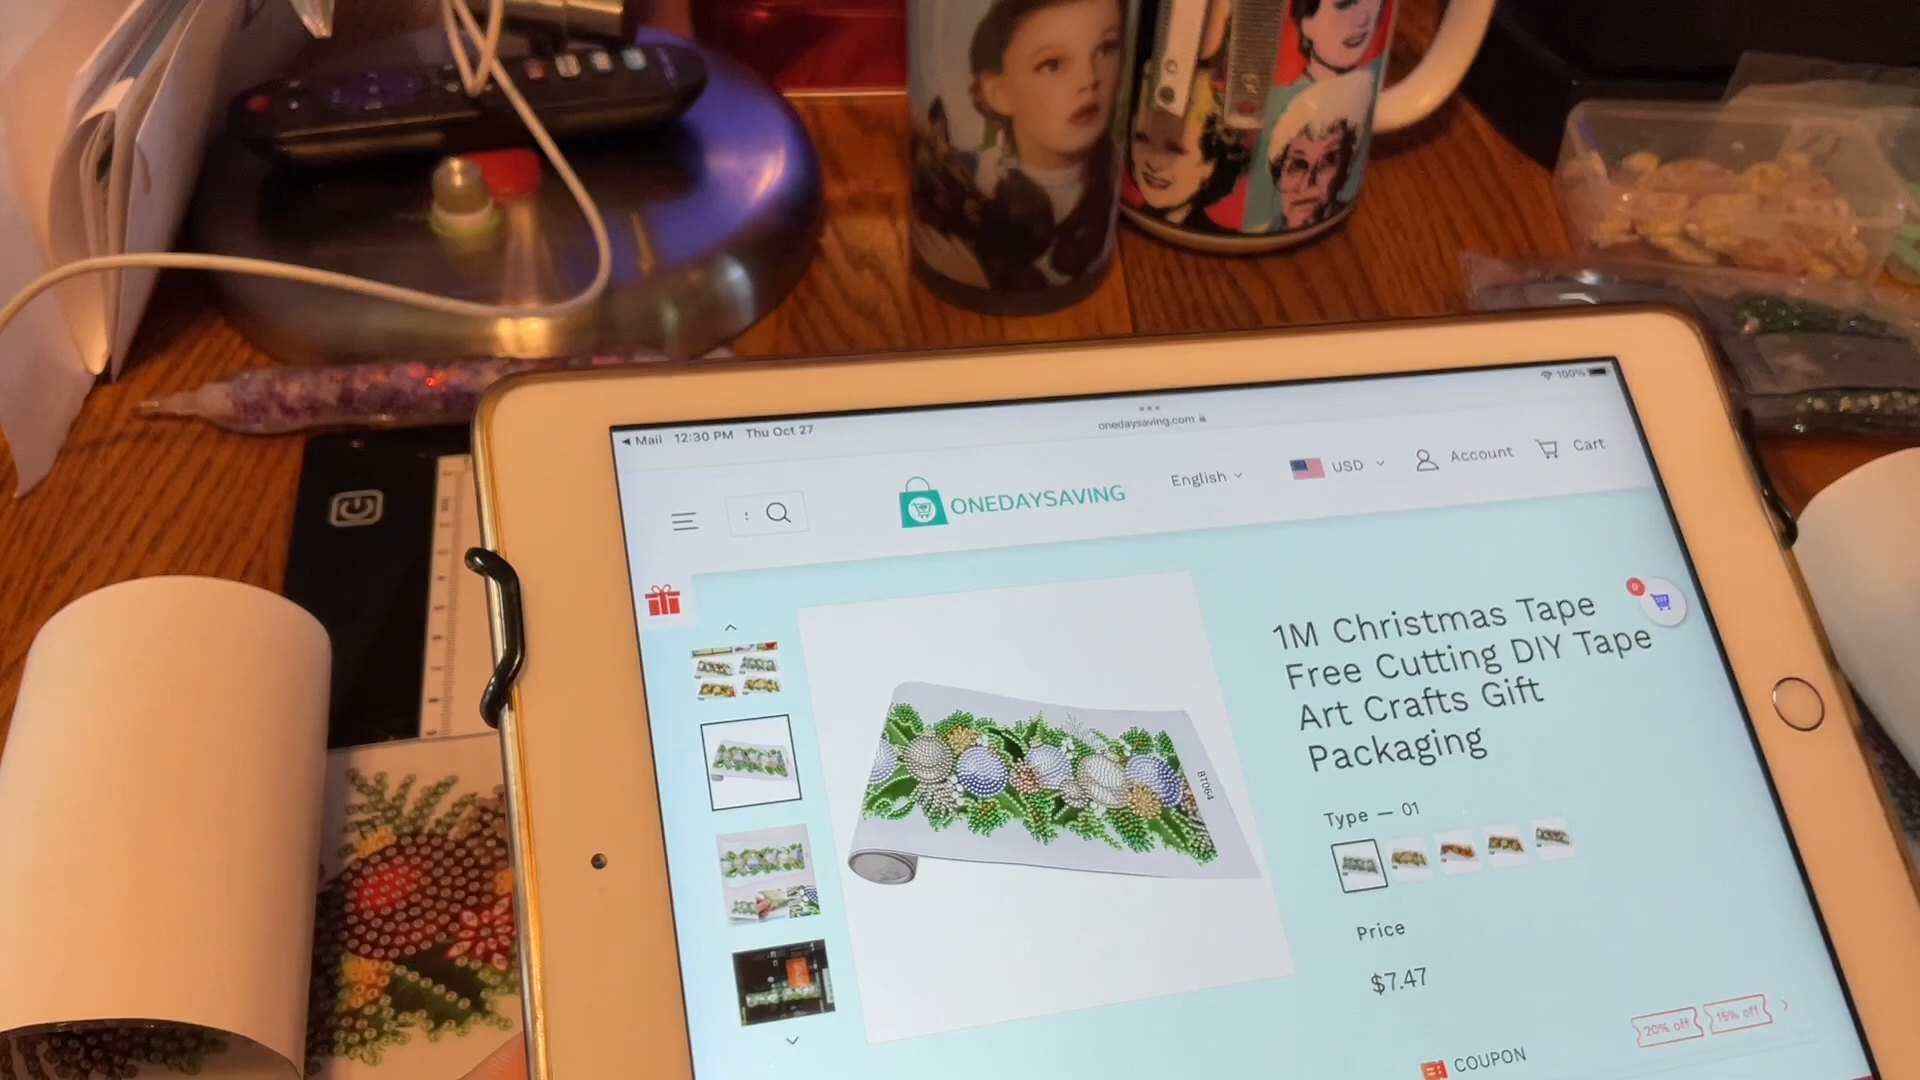 Mail 12:30 PM Thu Oct 27
onedaysaving.com
100%
ONEDAYSAVING
English
USD
Account
Cart
0
1M Christmas Tape
Free Cutting DIY Tape
Art Crafts Gift
Packaging
BT064
Type — 01
Price
$7.47
20% off
15% off
COUPON